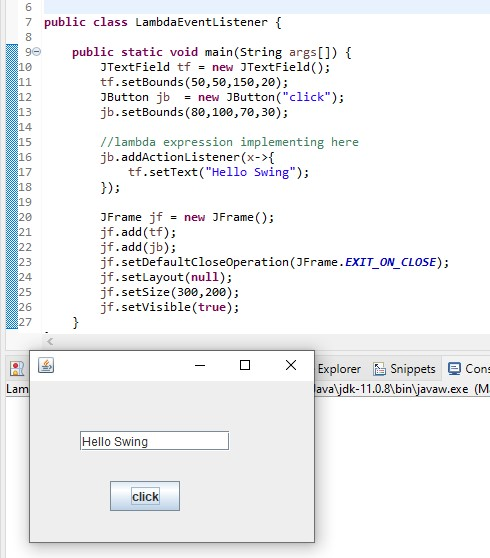 6
7 public class LambdaEventListener {
8
9 public static void main(String args[]) {
10 JTextField tf = new JTextField();
11 tf.setBounds(50,50,150,20);
12 JButton jb  = new JButton("click");
13 jb.setBounds(80,100,70,30);
14
15 //lambda expression implementing here
16 jb.addActionListener(x->{
17 tf.setText("Hello Swing");
18 });
19
20 JFrame jf = new JFrame();
21 jf.add(tf);
22 jf.add(jb);
23 jf.setDefaultCloseOperation(JFrame.EXIT_ON_CLOSE);
24 jf.setLayout(null);
25 jf.setSize(300,200);
26 jf.setVisible(true);
27 }
Explorer Snippets Cons
Lam Java\jdk-11.0.8\bin\javaw.exe (Ma
Hello Swing
click